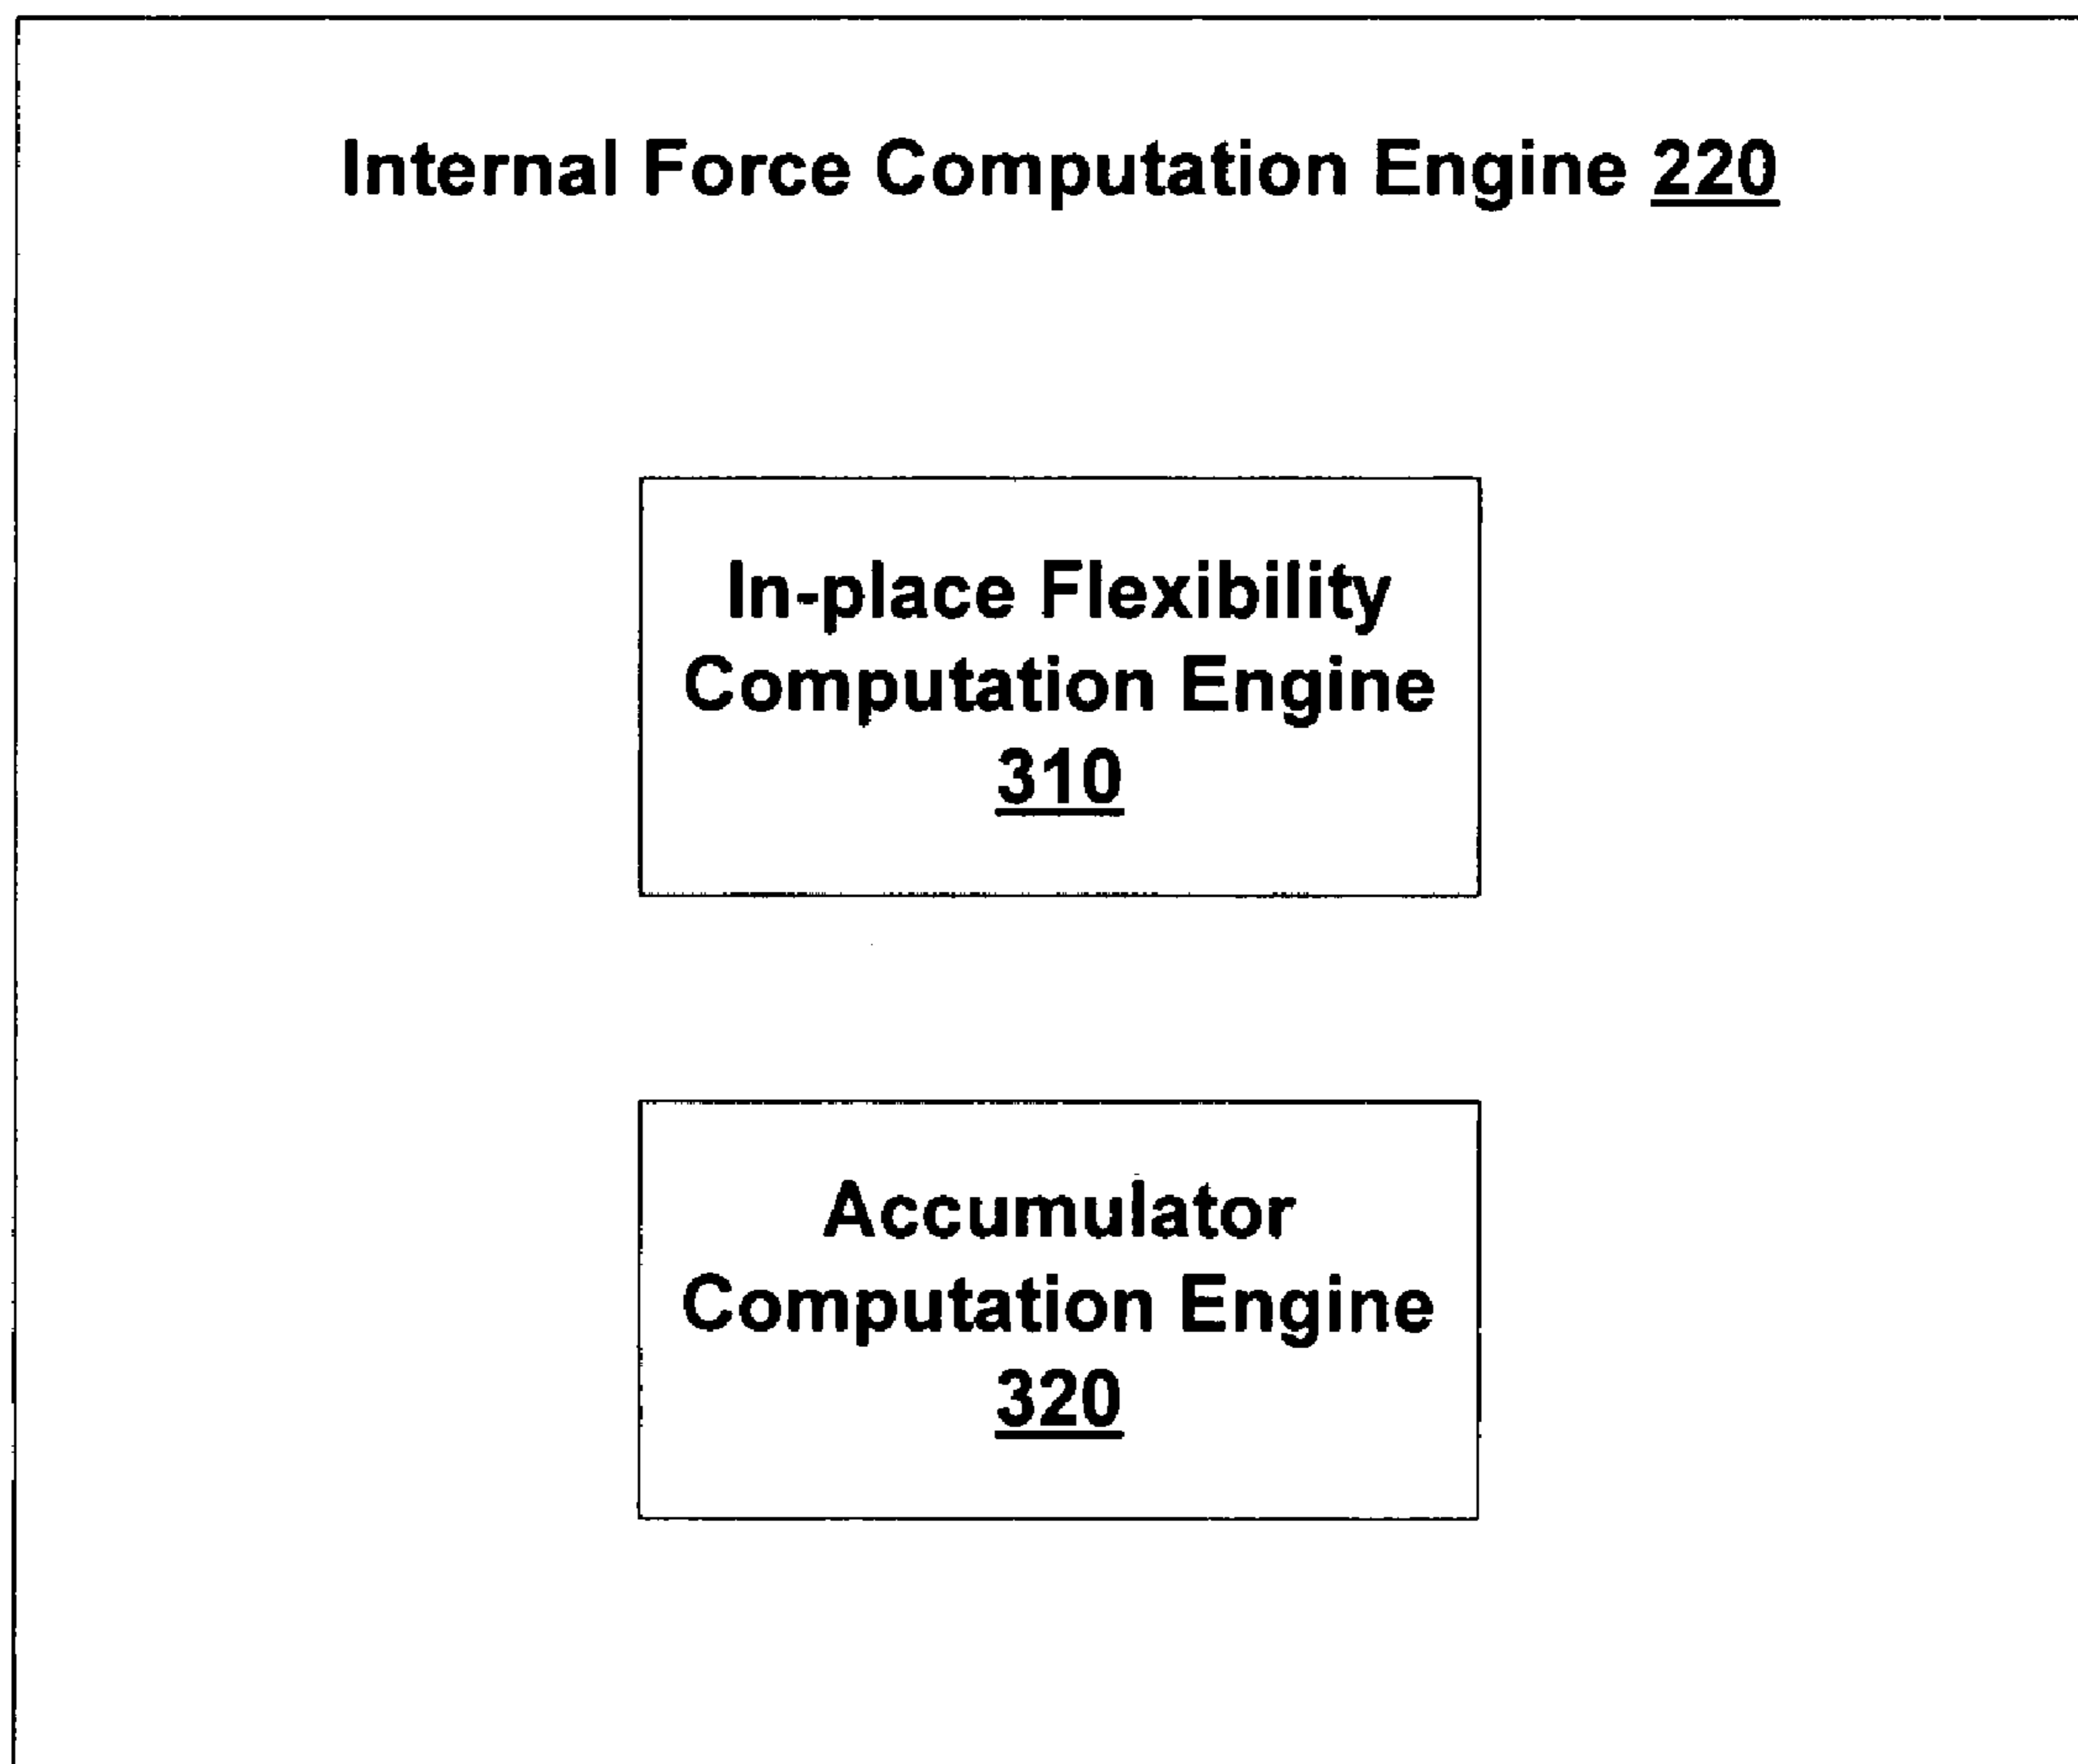 Internal Force Computation Engine 220
In-place Flexibility
Computation Engine
310
Accumulator
Computation Engine
320